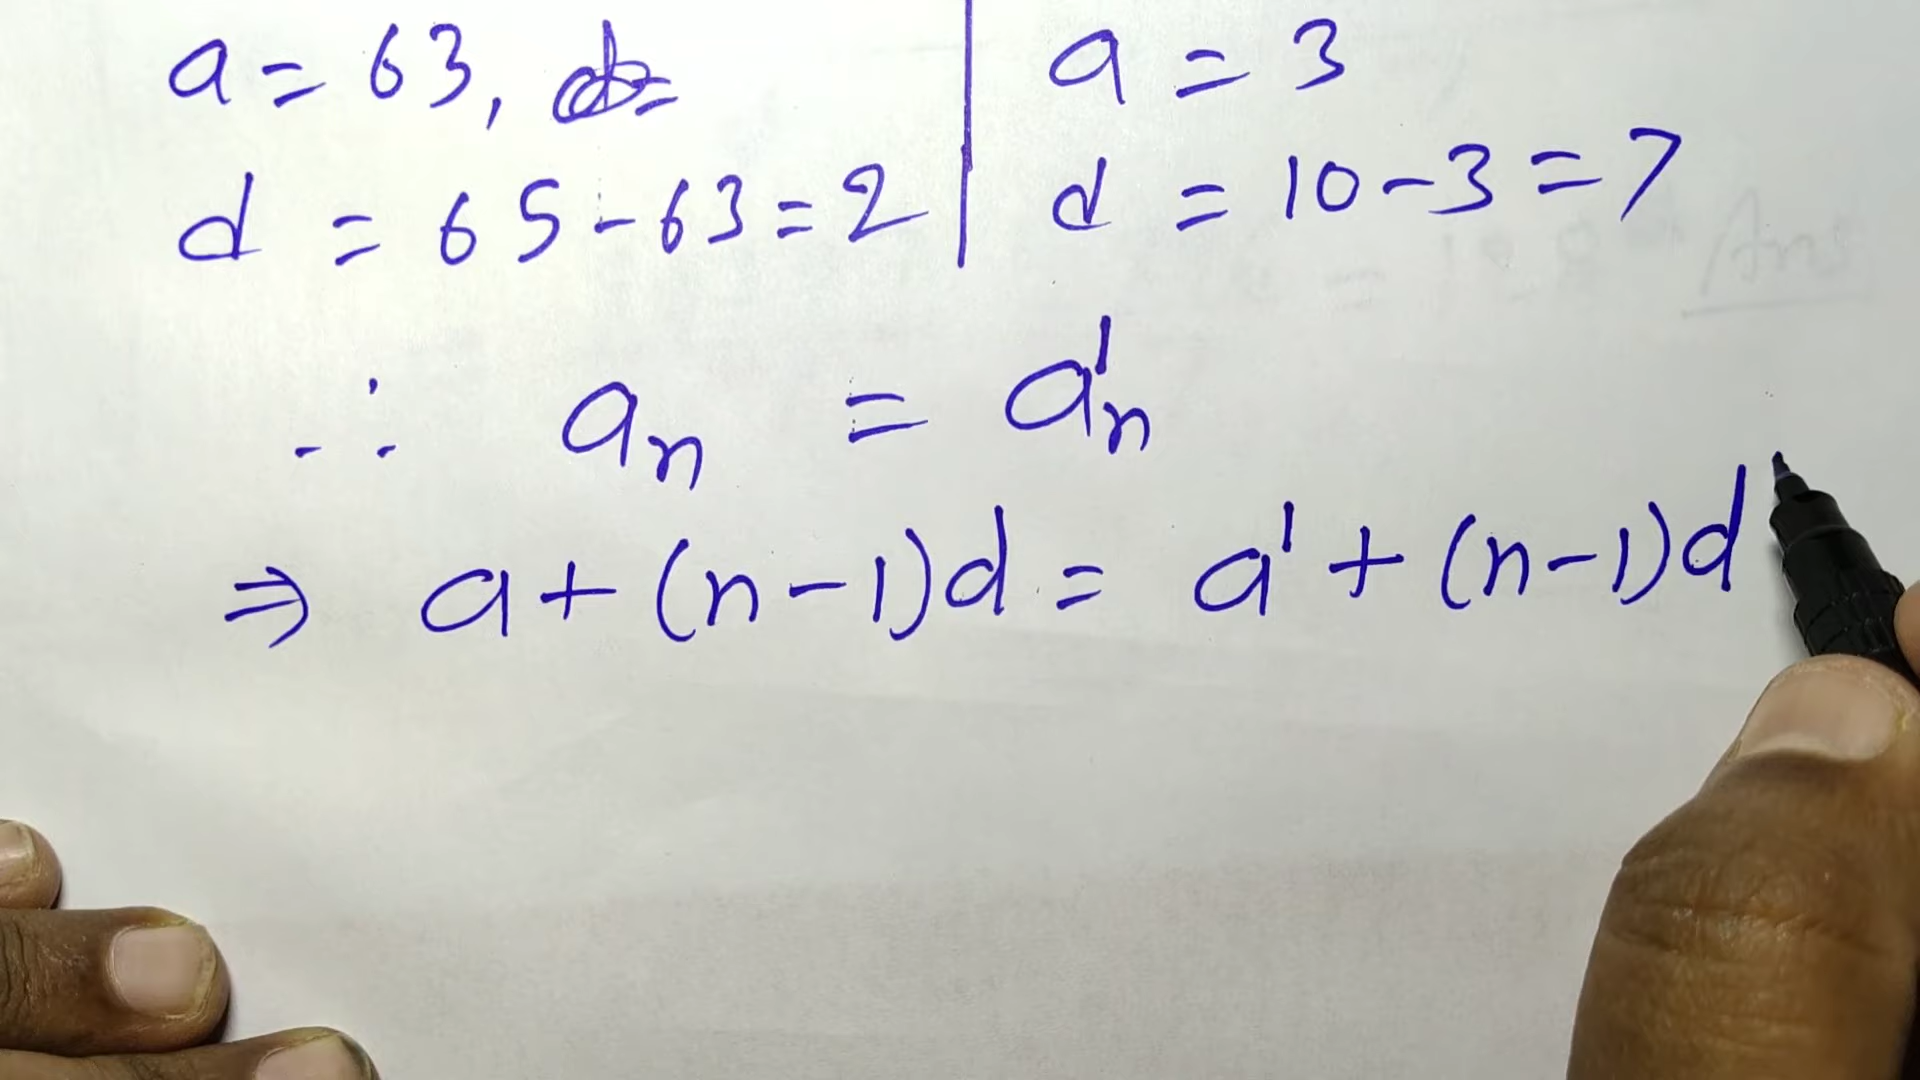 a = 63,
d = 65 - 63 = 2
a = 3
d = 10 - 3 = 7
∴ aₙ = a'ₙ
⇒ a + (n - 1)d = a' + (n - 1)d